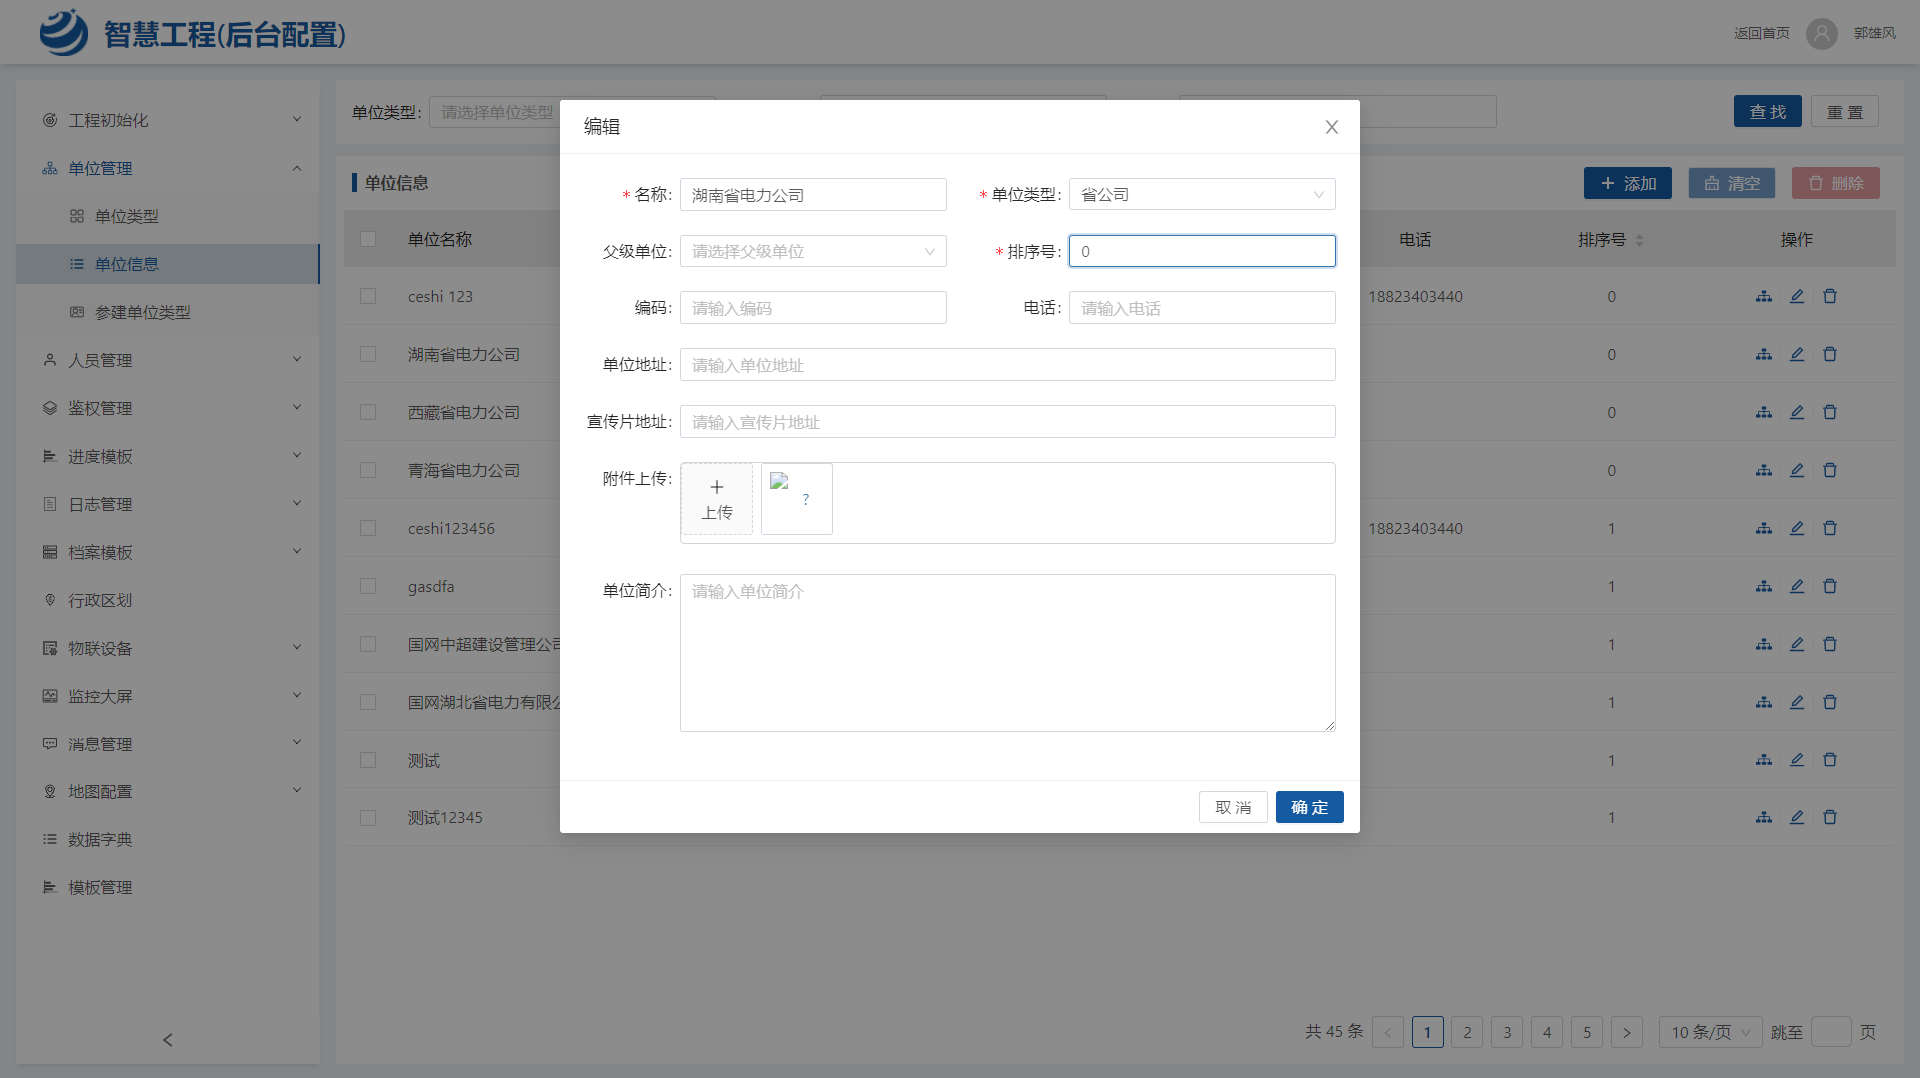 智慧工程(后台配置)
返回首页
郭雄风
工程初始化
单位管理
单位类型
单位信息
参建单位类型
人员管理
鉴权管理
进度模板
日志管理
档案模板
行政区划
物联设备
监控大屏
消息管理
地图配置
数据字典
模板管理
单位类型:
请选择单位类型
查 找
重 置
单位信息
添加
清空
删除
单位名称
电话
排序号
操作
ceshi 123
18823403440
0
湖南省电力公司
0
西藏省电力公司
0
青海省电力公司
0
ceshi123456
18823403440
1
gasdfa
1
国网中超建设管理公司
1
国网湖北省电力有限公
1
测试
1
测试12345
1
共 45 条
1
2
3
4
5
10 条/页
跳至
页
编辑
* 名称:
湖南省电力公司
* 单位类型:
省公司
父级单位:
请选择父级单位
* 排序号:
0
编码:
请输入编码
电话:
请输入电话
单位地址:
请输入单位地址
宣传片地址:
请输入宣传片地址
附件上传:
上传
?
单位简介:
请输入单位简介
取 消
确 定